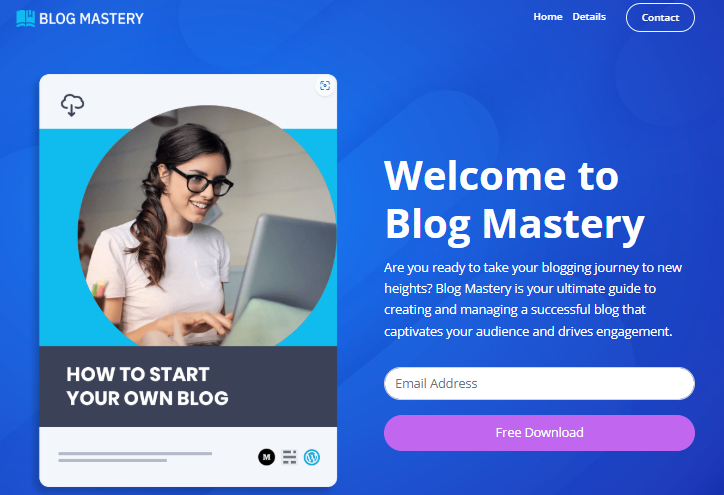 BLOG MASTERY
Home Details Contact
HOW TO START
YOUR OWN BLOG
M
Welcome to
Blog Mastery
Are you ready to take your blogging journey to new
heights? Blog Mastery is your ultimate guide to
creating and managing a successful blog that
captivates your audience and drives engagement.
Email Address
Free Download